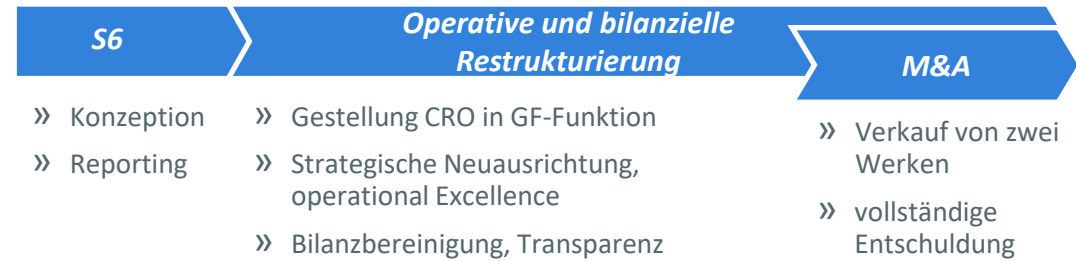 S6
» Konzeption
» Reporting
Operative und bilanzielle
Restrukturierung
» Gestellung CRO in GF-Funktion
» Strategische Neuausrichtung,
operational Excellence
» Bilanzbereinigung, Transparenz
M&A
» Verkauf von zwei
Werken
» vollständige
Entschuldung